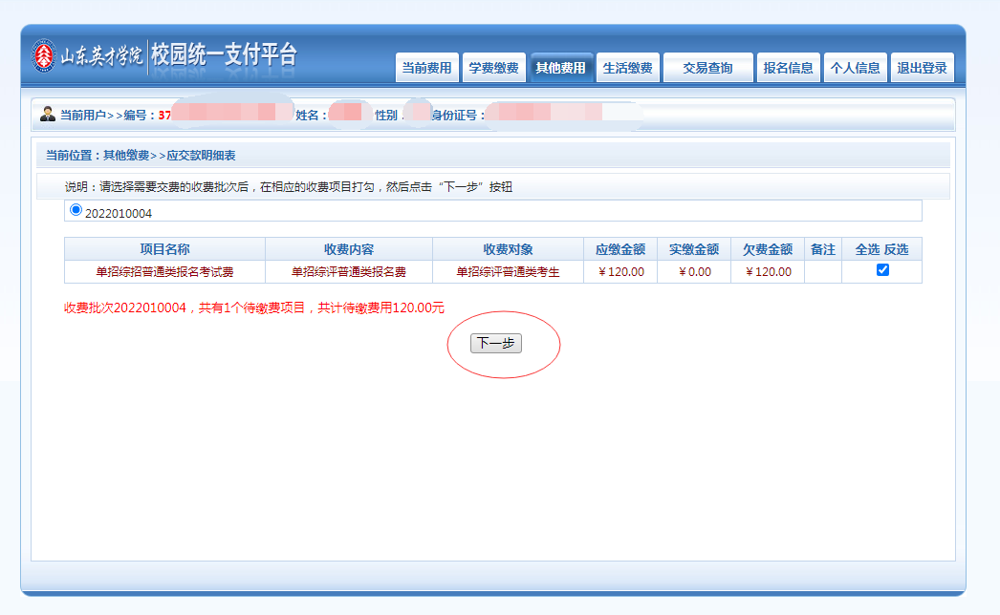 山东英才学院 校园统一支付平台
当前费用 学费缴费 其他费用 生活缴费 交易查询 报名信息 个人信息 退出登录
当前用户>>编号：37 姓名： 性别： 身份证号：
当前位置：其他缴费>>应交款明细表
说明：请选择需要交费的收费批次后，在相应的收费项目打勾，然后点击“下一步”按钮
2022010004
项目名称 收费内容 收费对象 应缴金额 实缴金额 欠费金额 备注 全选 反选
单招综招普通类报名考试费 单招综评普通类报名费 单招综评普通类考生 ￥120.00 ￥0.00 ￥120.00
收费批次2022010004，共有1个待缴费项目，共计待缴费用120.00元
下一步